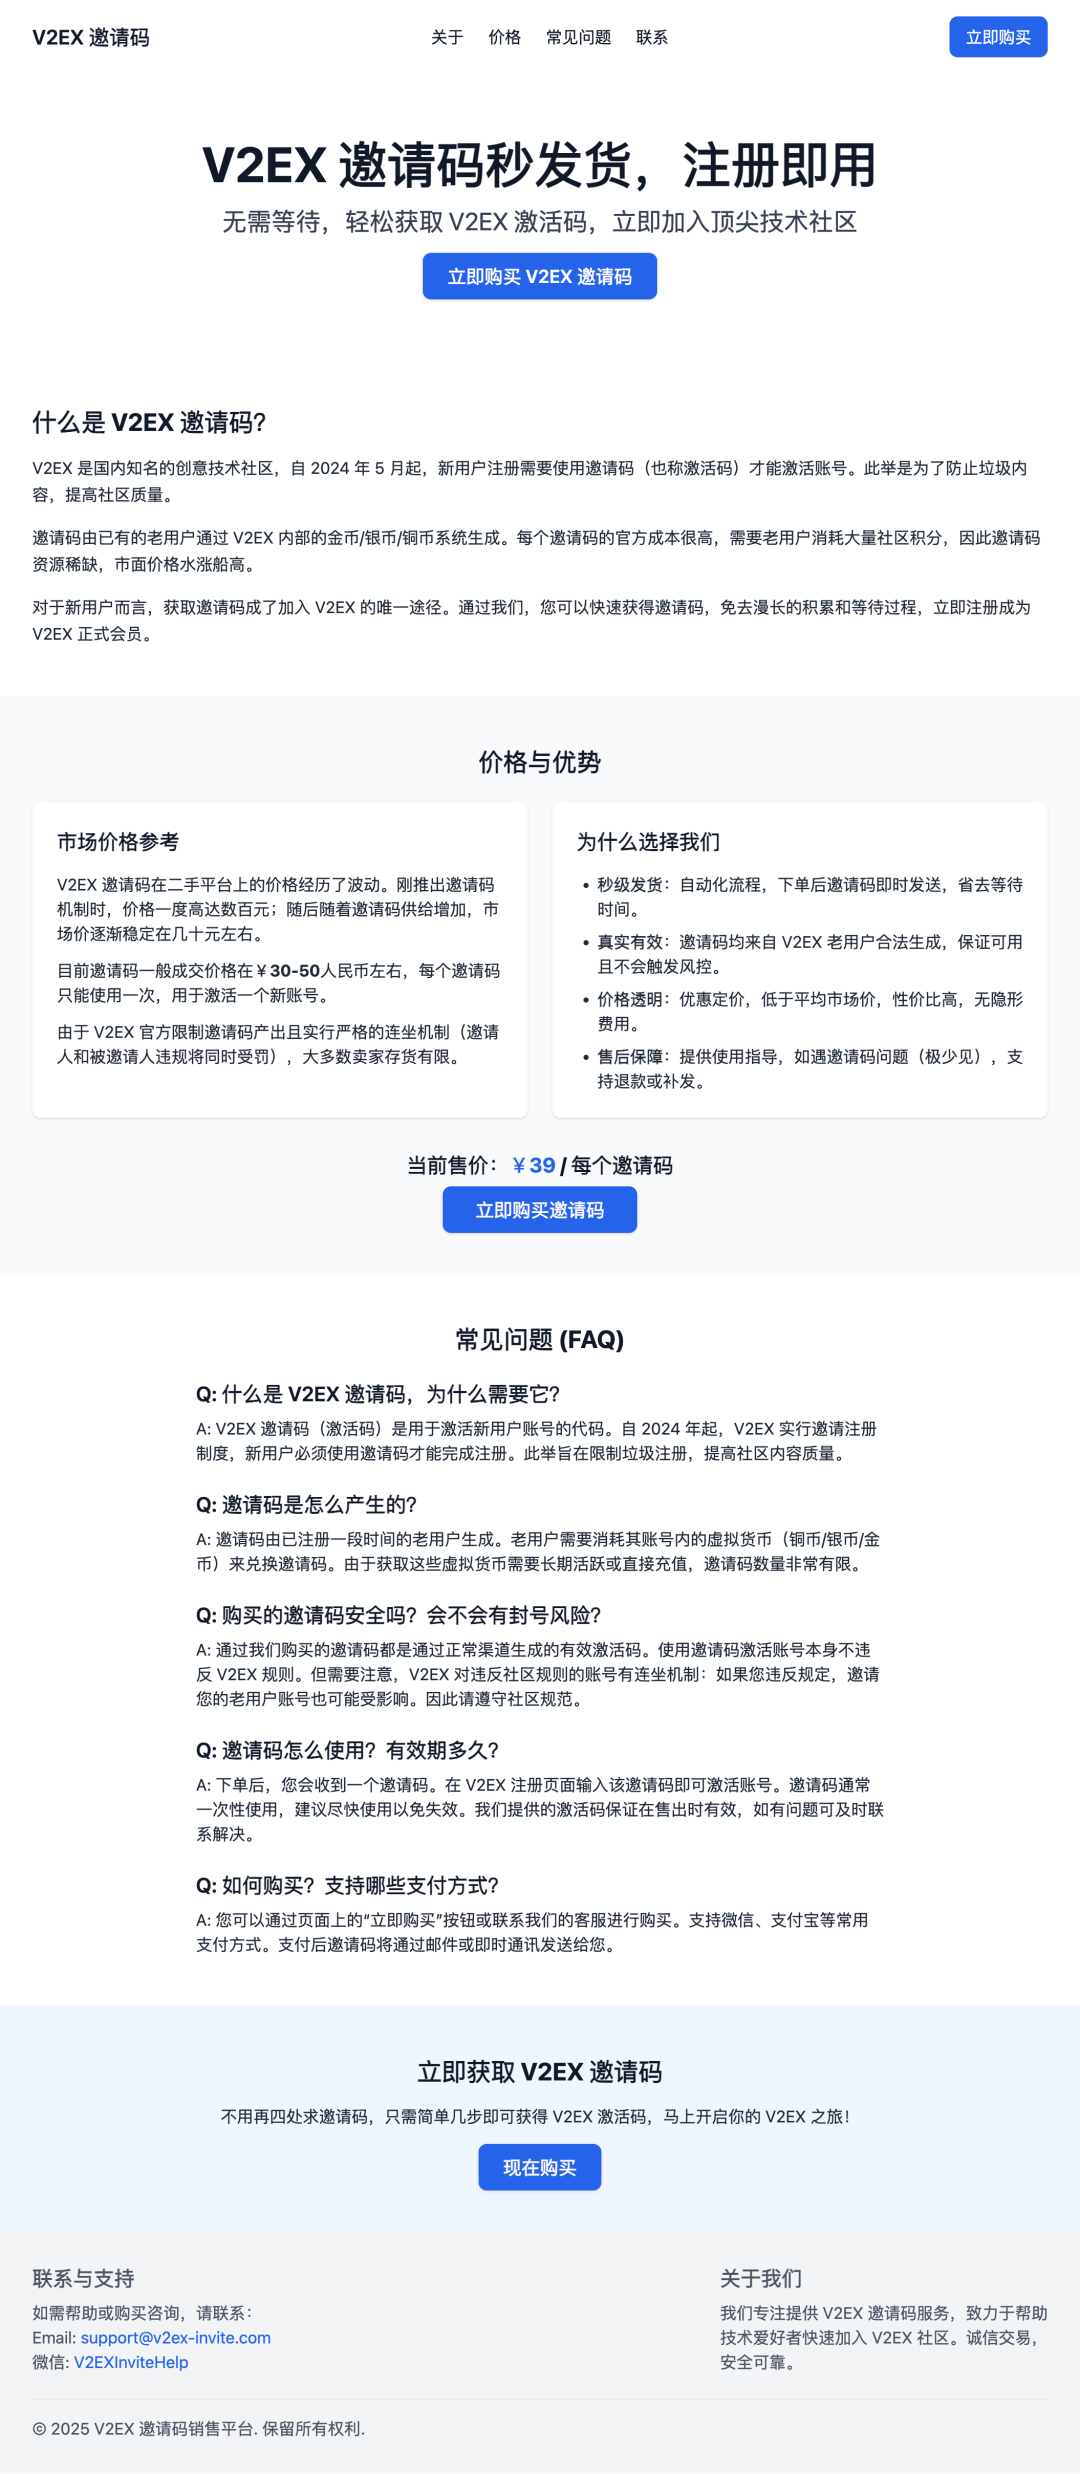 V2EX 邀请码
关于 价格 常见问题 联系
立即购买
V2EX 邀请码秒发货，注册即用
无需等待，轻松获取 V2EX 激活码，立即加入顶尖技术社区
立即购买 V2EX 邀请码
什么是 V2EX 邀请码？
V2EX 是国内知名的创意技术社区，自 2024 年 5 月起，新用户注册需要使用邀请码（也称激活码）才能激活账号。此举是为了防止垃圾内
容，提高社区质量。
邀请码由已有的老用户通过 V2EX 内部的金币/银币/铜币系统生成。每个邀请码的官方成本很高，需要老用户消耗大量社区积分，因此邀请码
资源稀缺，市面价格水涨船高。
对于新用户而言，获取邀请码成了加入 V2EX 的唯一途径。通过我们，您可以快速获得邀请码，免去漫长的积累和等待过程，立即注册成为
V2EX 正式会员。
价格与优势
市场价格参考
V2EX 邀请码在二手平台上的价格经历了波动。刚推出邀请码
机制时，价格一度高达数百元；随后随着邀请码供给增加，市
场价逐渐稳定在几十元左右。
目前邀请码一般成交价格在￥30-50人民币左右，每个邀请码
只能使用一次，用于激活一个新账号。
由于 V2EX 官方限制邀请码产出且实行严格的连坐机制（邀请
人和被邀请人违规将同时受罚），大多数卖家存货有限。
为什么选择我们
• 秒级发货：自动化流程，下单后邀请码即时发送，省去等待
时间。
• 真实有效：邀请码均来自 V2EX 老用户合法生成，保证可用
且不会触发风控。
• 价格透明：优惠定价，低于平均市场价，性价比高，无隐形
费用。
• 售后保障：提供使用指导，如遇邀请码问题（极少见），支
持退款或补发。
当前售价：￥39 / 每个邀请码
立即购买邀请码
常见问题 (FAQ)
Q: 什么是 V2EX 邀请码，为什么需要它？
A: V2EX 邀请码（激活码）是用于激活新用户账号的代码。自 2024 年起，V2EX 实行邀请注册
制度，新用户必须使用邀请码才能完成注册。此举旨在限制垃圾注册，提高社区内容质量。
Q: 邀请码是怎么产生的？
A: 邀请码由已注册一段时间的老用户生成。老用户需要消耗其账号内的虚拟货币（铜币/银币/金
币）来兑换邀请码。由于获取这些虚拟货币需要长期活跃或直接充值，邀请码数量非常有限。
Q: 购买的邀请码安全吗？会不会有封号风险？
A: 通过我们购买的邀请码都是通过正常渠道生成的有效激活码。使用邀请码激活账号本身不违
反 V2EX 规则。但需要注意，V2EX 对违反社区规则的账号有连坐机制：如果您违反规定，邀请
您的老用户账号也可能受影响。因此请遵守社区规范。
Q: 邀请码怎么使用？有效期多久？
A: 下单后，您会收到一个邀请码。在 V2EX 注册页面输入该邀请码即可激活账号。邀请码通常
一次性使用，建议尽快使用以免失效。我们提供的激活码保证在售出时有效，如有问题可及时联
系解决。
Q: 如何购买？支持哪些支付方式？
A: 您可以通过页面上的“立即购买”按钮或联系我们的客服进行购买。支持微信、支付宝等常用
支付方式。支付后邀请码将通过邮件或即时通讯发送给您。
立即获取 V2EX 邀请码
不用再四处求邀请码，只需简单几步即可获得 V2EX 激活码，马上开启你的 V2EX 之旅！
现在购买
联系与支持
如需帮助或购买咨询，请联系：
Email: support@v2ex-invite.com
微信: V2EXInviteHelp
关于我们
我们专注提供 V2EX 邀请码服务，致力于帮助
技术爱好者快速加入 V2EX 社区。诚信交易，
安全可靠。
© 2025 V2EX 邀请码销售平台. 保留所有权利.